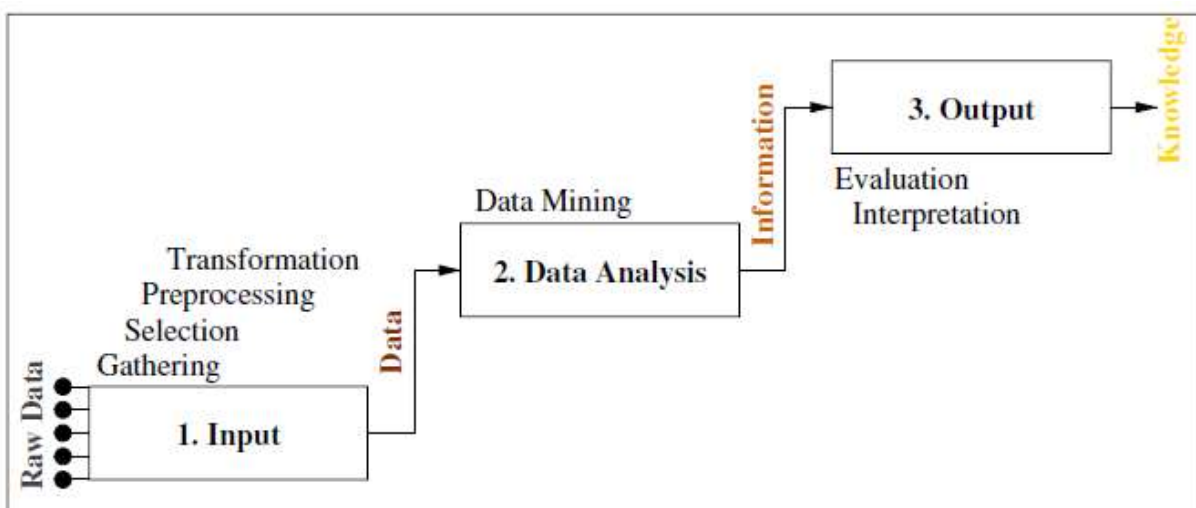 Knowledge
3. Output
Information
Evaluation
Interpretation
Data Mining
2. Data Analysis
Transformation
Preprocessing
Selection
Gathering
Data
Raw Data
1. Input